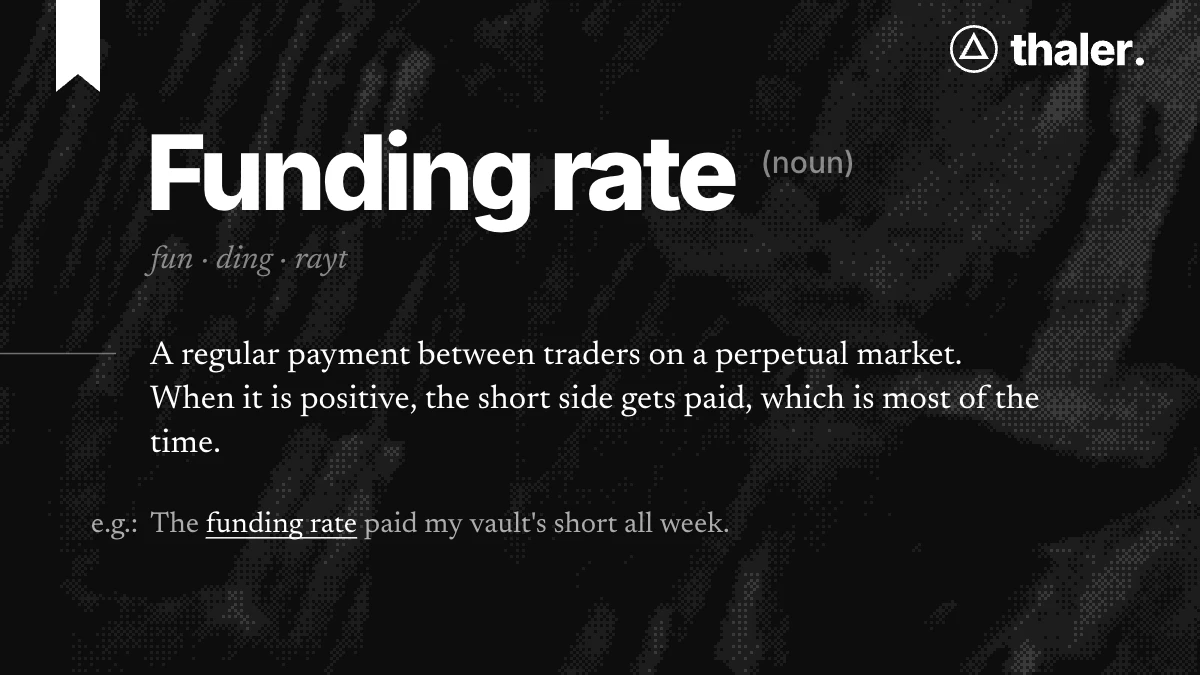 thaler.
Funding rate (noun)
fun · ding · rayt
A regular payment between traders on a perpetual market.
When it is positive, the short side gets paid, which is most of the
time.
e.g.: The funding rate paid my vault's short all week.